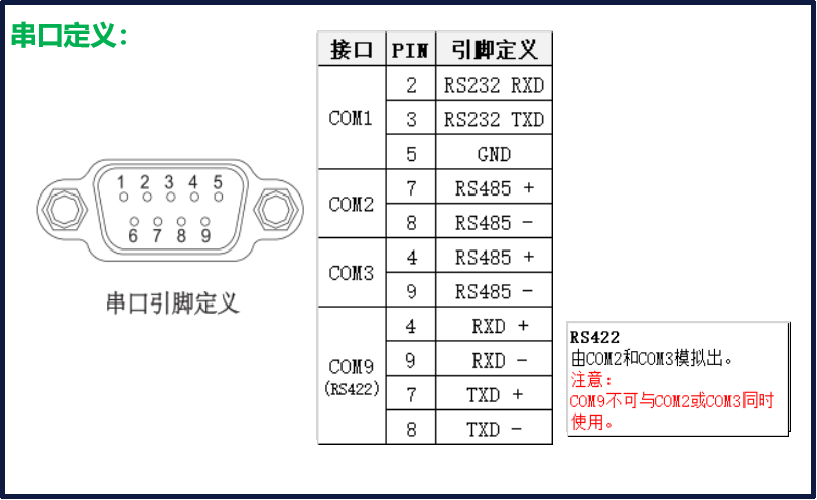 串口定义：
接口 PIN 引脚定义
COM1
2 RS232 RXD
3 RS232 TXD
5 GND
COM2
7 RS485 +
8 RS485 -
COM3
4 RS485 +
9 RS485 -
COM9
(RS422)
4 RXD +
9 RXD -
7 TXD +
8 TXD -
1 2 3 4 5
6 7 8 9
串口引脚定义
RS422
由COM2和COM3模拟出。
注意：
COM9不可与COM2或COM3同时
使用。